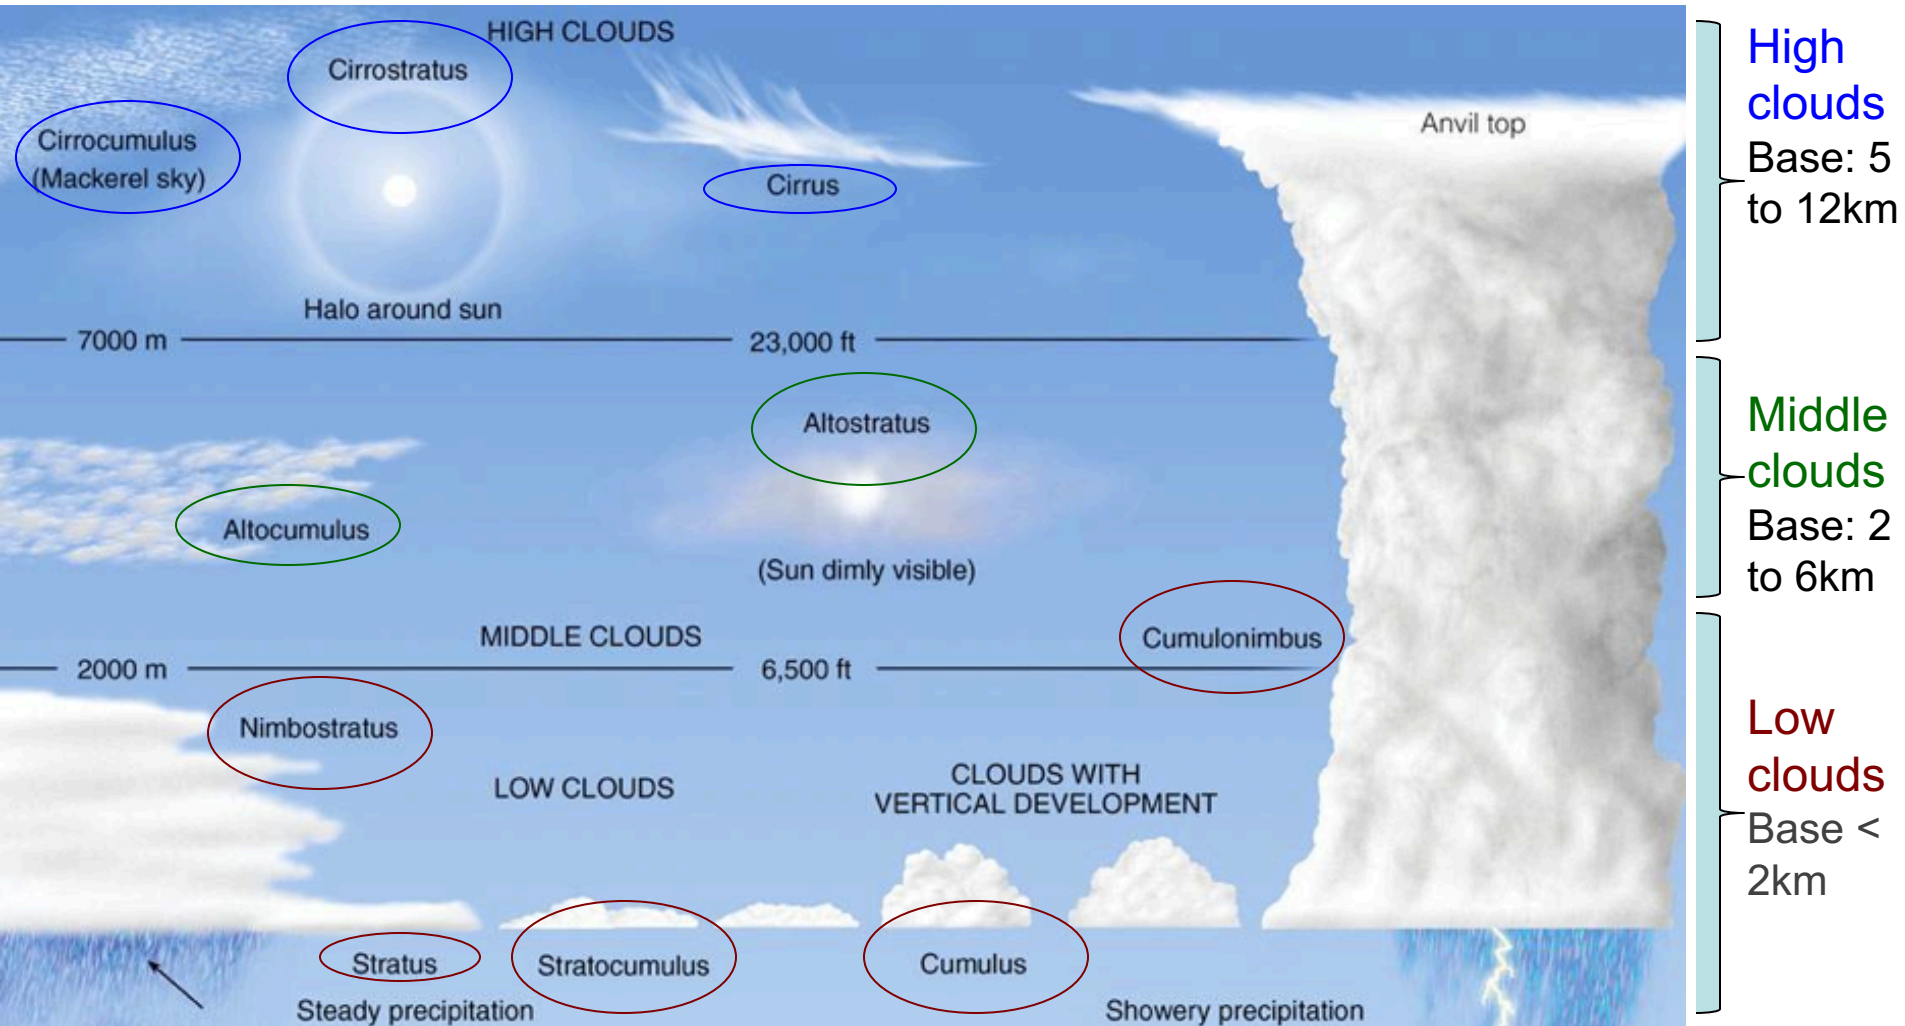 HIGH CLOUDS
Cirrostratus
Cirrocumulus
(Mackerel sky)
Cirrus
Anvil top
Halo around sun
7000 m
23,000 ft
Altostratus
Altocumulus
(Sun dimly visible)
MIDDLE CLOUDS
Cumulonimbus
2000 m
6,500 ft
Nimbostratus
LOW CLOUDS
CLOUDS WITH
VERTICAL DEVELOPMENT
Stratus
Stratocumulus
Cumulus
Steady precipitation
Showery precipitation
High
clouds
Base: 5
to 12km
Middle
clouds
Base: 2
to 6km
Low
clouds
Base <
2km